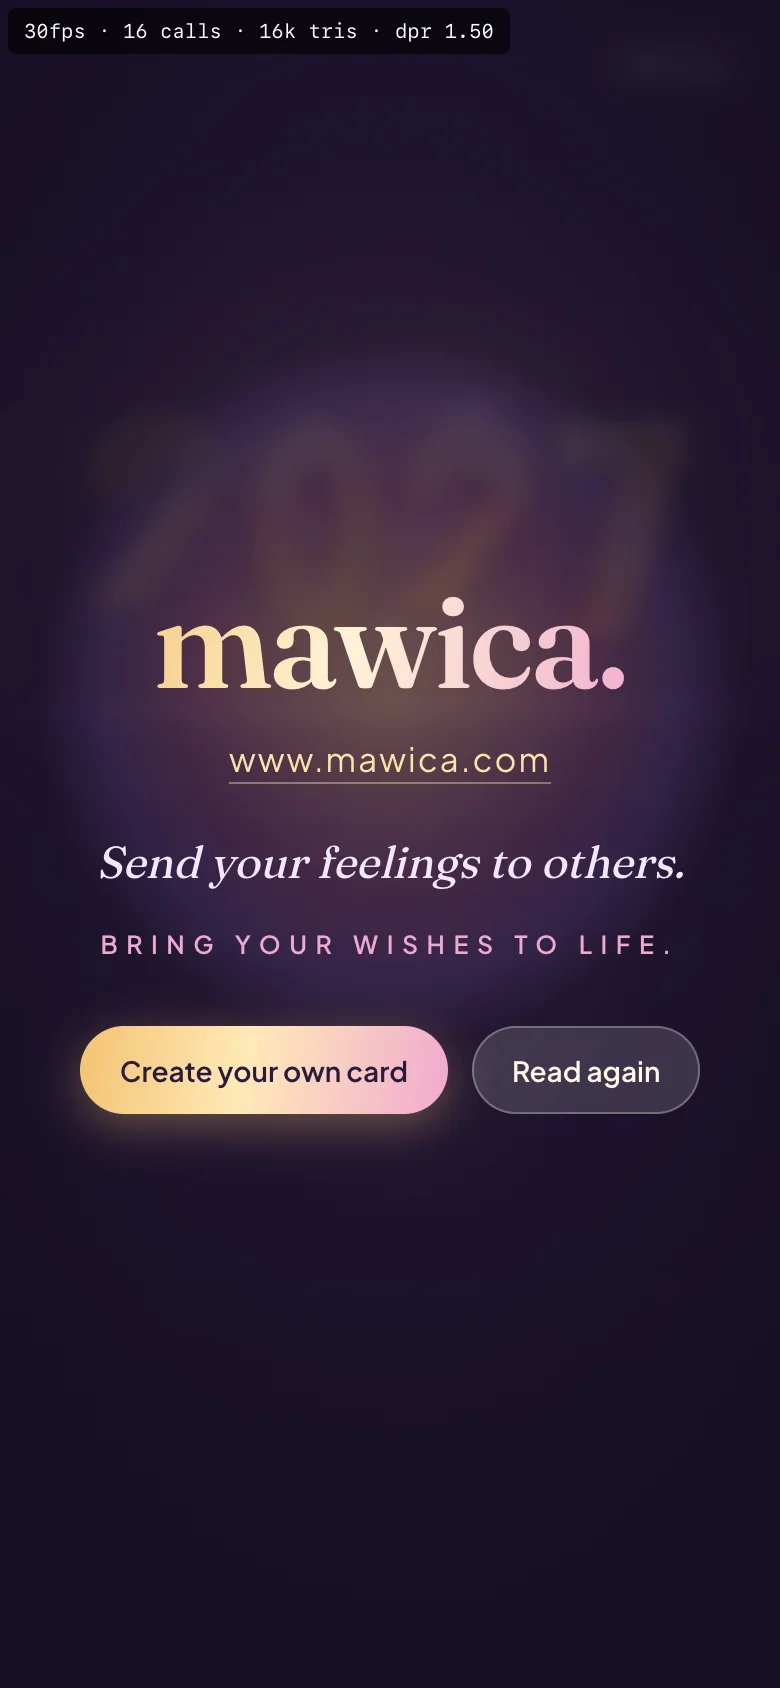 30fps · 16 calls · 16k tris · dpr 1.50
2027
mawica.
www.mawica.com
Send your feelings to others.
BRING YOUR WISHES TO LIFE.
Create your own card
Read again